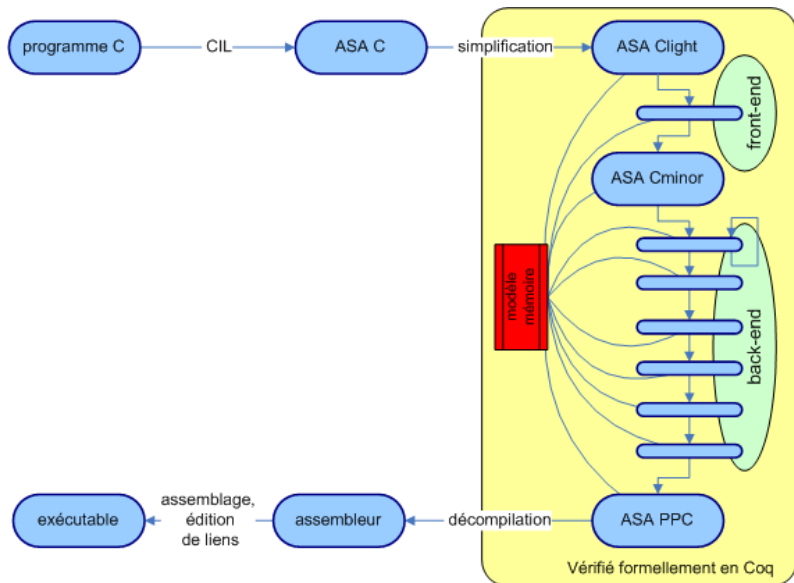 programme C
CIL
ASA C
simplification
ASA Clight
front-end
ASA Cminor
modèle
mémoire
back-end
exécutable
assemblage,
édition
de liens
assembleur
décompilation
ASA PPC
Vérifié formellement en Coq